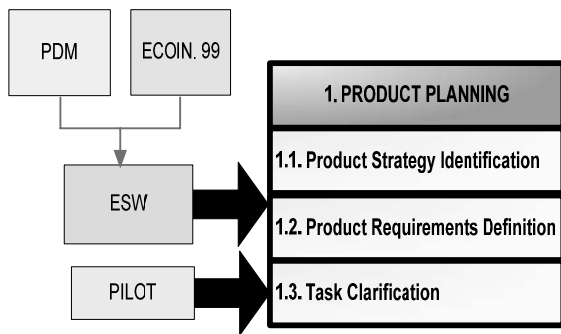 PDM
ECOIN. 99
1. PRODUCT PLANNING
1.1. Product Strategy Identification
ESW
1.2. Product Requirements Definition
PILOT
1.3. Task Clarification